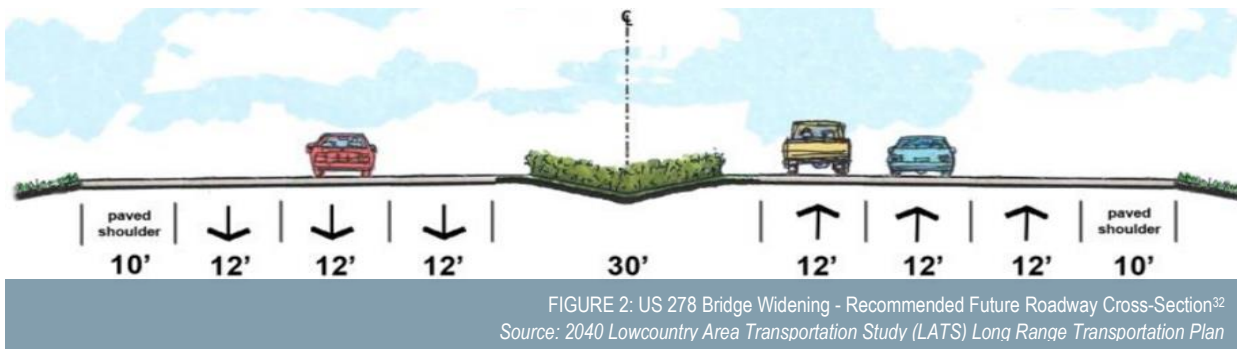 ℄
paved shoulder
paved shoulder
10’ 12’ 12’ 12’ 30’ 12’ 12’ 12’ 10’
FIGURE 2: US 278 Bridge Widening - Recommended Future Roadway Cross-Section32
Source: 2040 Lowcountry Area Transportation Study (LATS) Long Range Transportation Plan